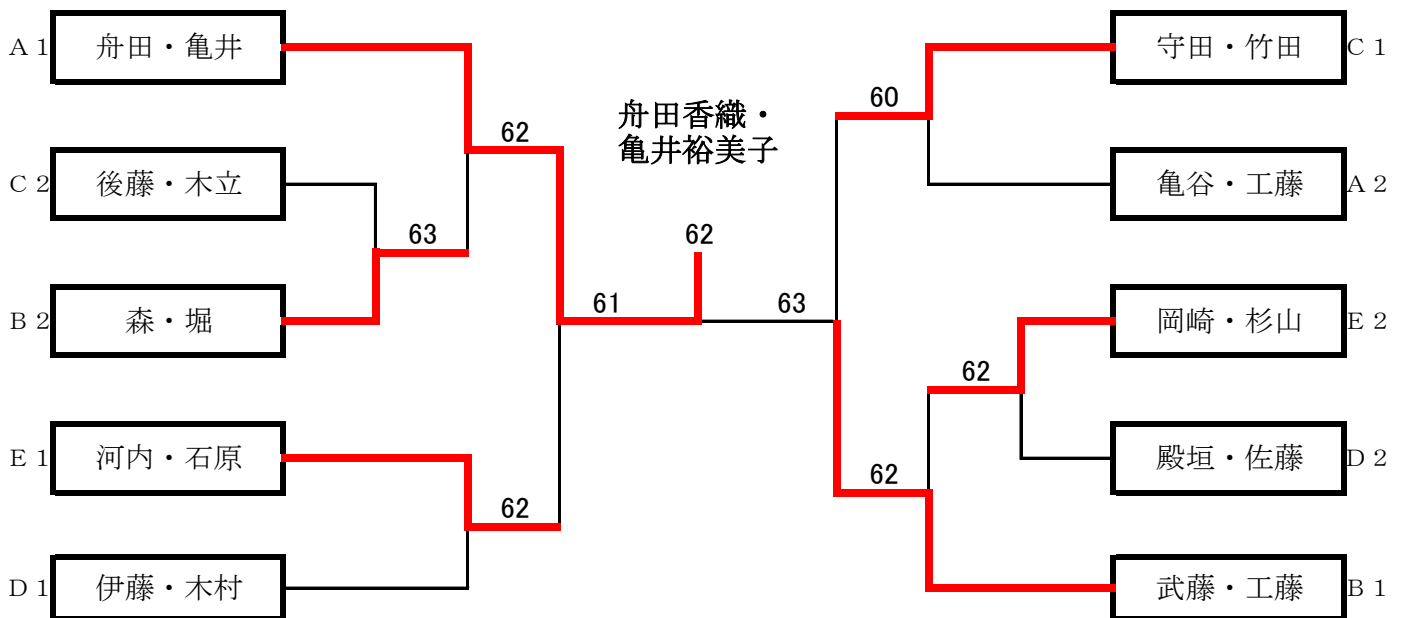 A 1 舟田・亀井
守田・竹田 C 1
60
舟田香織・
亀井裕美子
62
C 2 後藤・木立
亀谷・工藤 A 2
63
62
B 2 森・堀
61
63
岡崎・杉山 E 2
62
E 1 河内・石原
殿垣・佐藤 D 2
62
62
D 1 伊藤・木村
武藤・工藤 B 1